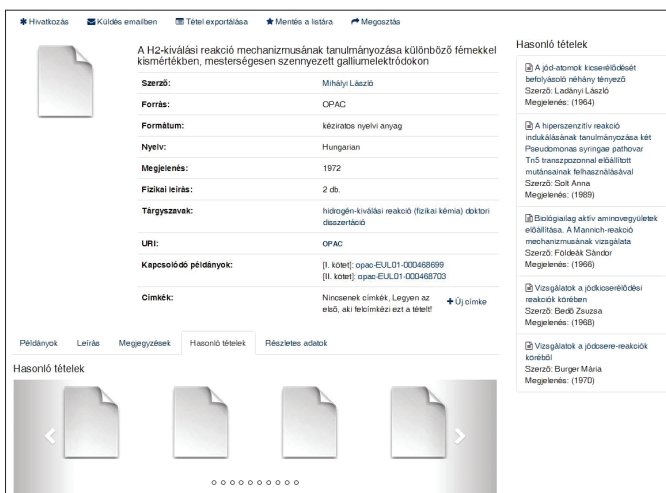 Hivatkozás Küldés emailben Tétel exportálása Mentés a listára Megosztás
A H2-kiválási reakció mechanizmusának tanulmányozása különböző fémekkel
kismértékben, mesterségesen szennyezett galliumelektródokon
Szerző: Mihályi László
Forrás: OPAC
Formátum: kéziratos nyelvi anyag
Nyelv: Hungarian
Megjelenés: 1972
Fizikai leírás: 2 db.
Tárgyszavak: hidrogén-kiválási reakció (fizikai kémia) doktori
disszertáció
URI: OPAC
Kapcsolódó példányok: [I. kötet]: opac-EUL01-000468699
[II. kötet]: opac-EUL01-000468703
Címkék: Nincsenek címkék, Legyen az
első, aki felcímkézi ezt a tételt! Új címke
Példányok Leírás Megjegyzések Hasonló tételek Részletes adatok
Hasonló tételek
Hasonló tételek
A jód-atomok kicserélődését
befolyásoló néhány tényező
Szerző: Ladányi László
Megjelenés: (1964)
A hiperszenzitív reakció
indukálásának tanulmányozása két
Pseudomonas syringae pathovar
Tn5 transzpozonnal előállított
mutánsainak felhasználásával
Szerző: Solt Anna
Megjelenés: (1989)
Biológiailag aktív aminovegyületek
előállítása. A Mannich-reakció
mechanizmusának vizsgálata
Szerző: Földeák Sándor
Megjelenés: (1966)
Vizsgálatok a jódkicserélődési
reakciók körében
Szerző: Bedő Zsuzsa
Megjelenés: (1968)
Vizsgálatok a jódcsere-reakciók
köréből
Szerző: Burger Mária
Megjelenés: (1970)